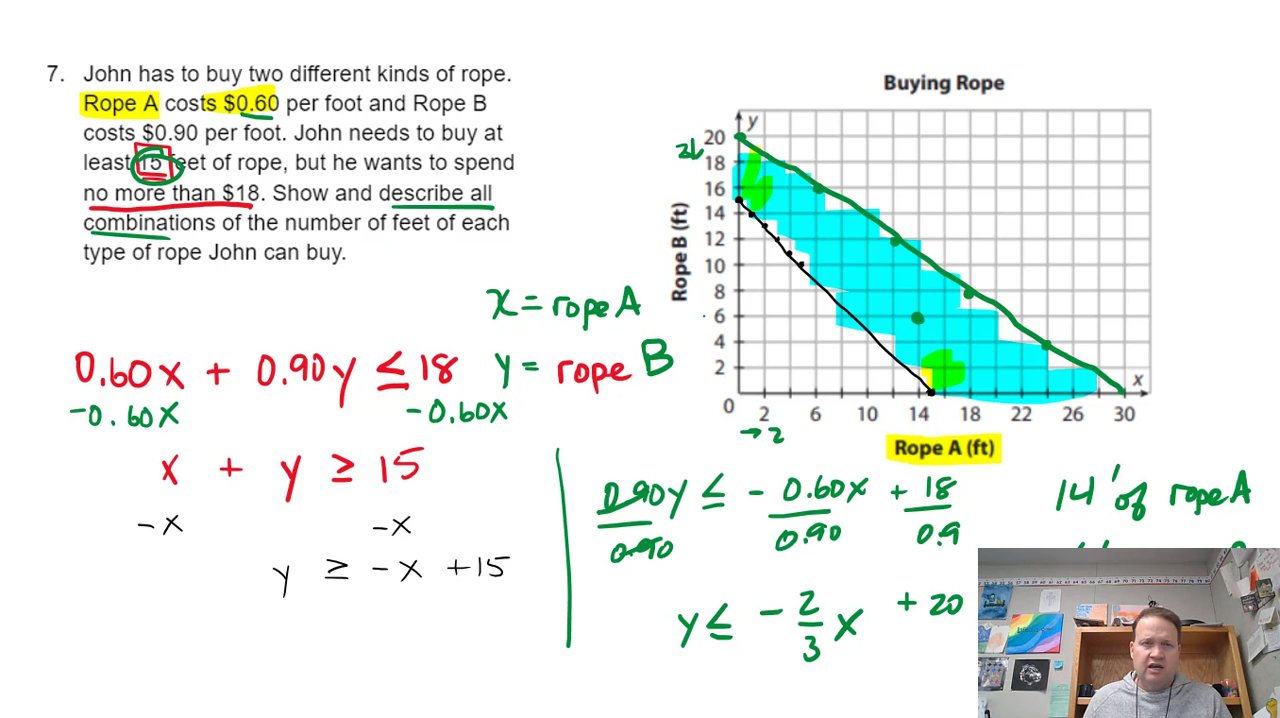 7. John has to buy two different kinds of rope.
Rope A costs $0.60 per foot and Rope B
costs $0.90 per foot. John needs to buy at
least 15 feet of rope, but he wants to spend
no more than $18. Show and describe all
combinations of the number of feet of each
type of rope John can buy.
x = rope A
0.60x + 0.90y ≤ 18 y = rope B
-0.60x -0.60x
x + y ≥ 15
-x -x
y ≥ -x +15
Buying Rope
y
20
18
16
14
12
10
8
6
4
2
Rope B (ft)
x
0 2 6 10 14 18 22 26 30
→2
Rope A (ft)
0.90y ≤ - 0.60x + 18
0.90 0.90 0.9
y ≤ - 2/3 x + 20
14' of rope A